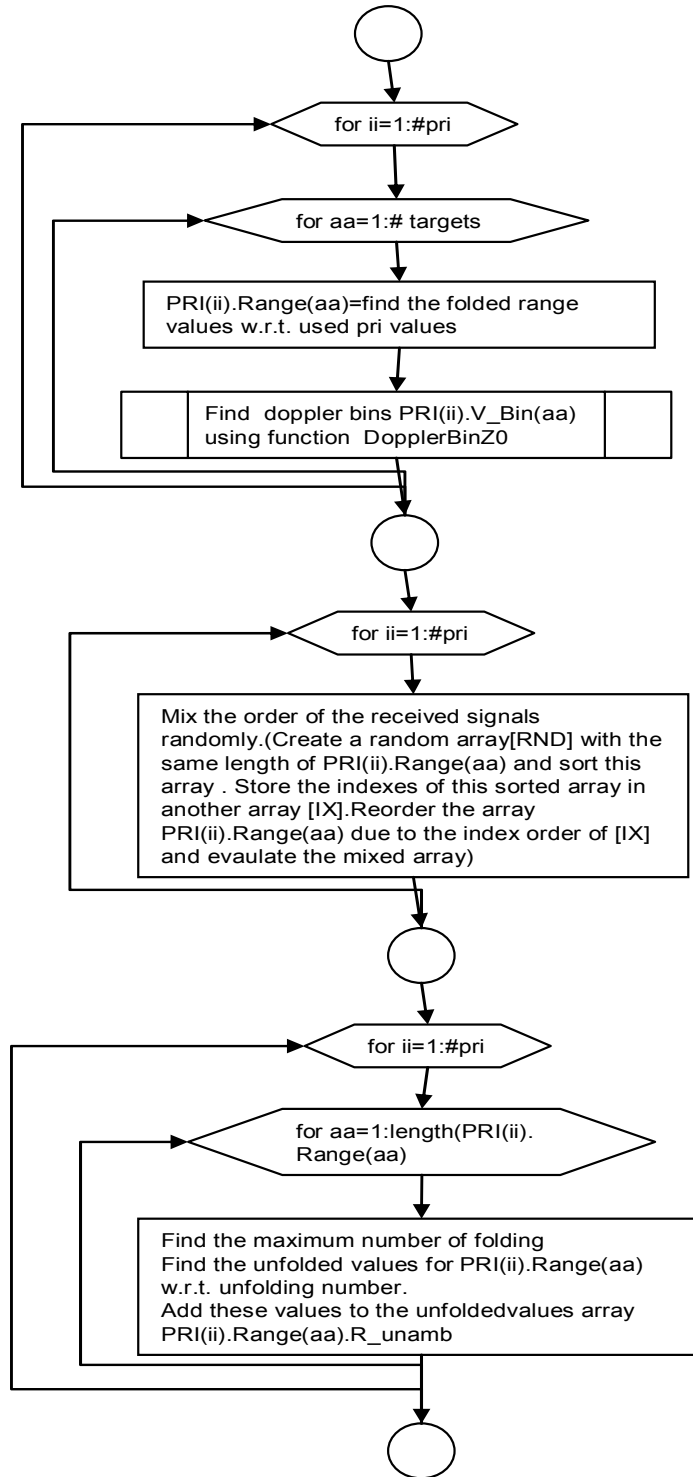 for ii=1:#pri
for aa=1:# targets
PRI(ii).Range(aa)=find the folded range
values w.r.t. used pri values
Find  doppler bins PRI(ii).V_Bin(aa)
using function  DopplerBinZ0
for ii=1:#pri
Mix the order of the received signals
randomly.(Create a random array[RND] with the
same length of PRI(ii).Range(aa) and sort this
array . Store the indexes of this sorted array in
another array [IX].Reorder the array
PRI(ii).Range(aa) due to the index order of [IX]
and evaulate the mixed array)
for ii=1:#pri
for aa=1:length(PRI(ii).
Range(aa)
Find the maximum number of folding
Find the unfolded values for PRI(ii).Range(aa)
w.r.t. unfolding number.
Add these values to the unfoldedvalues array
PRI(ii).Range(aa).R_unamb